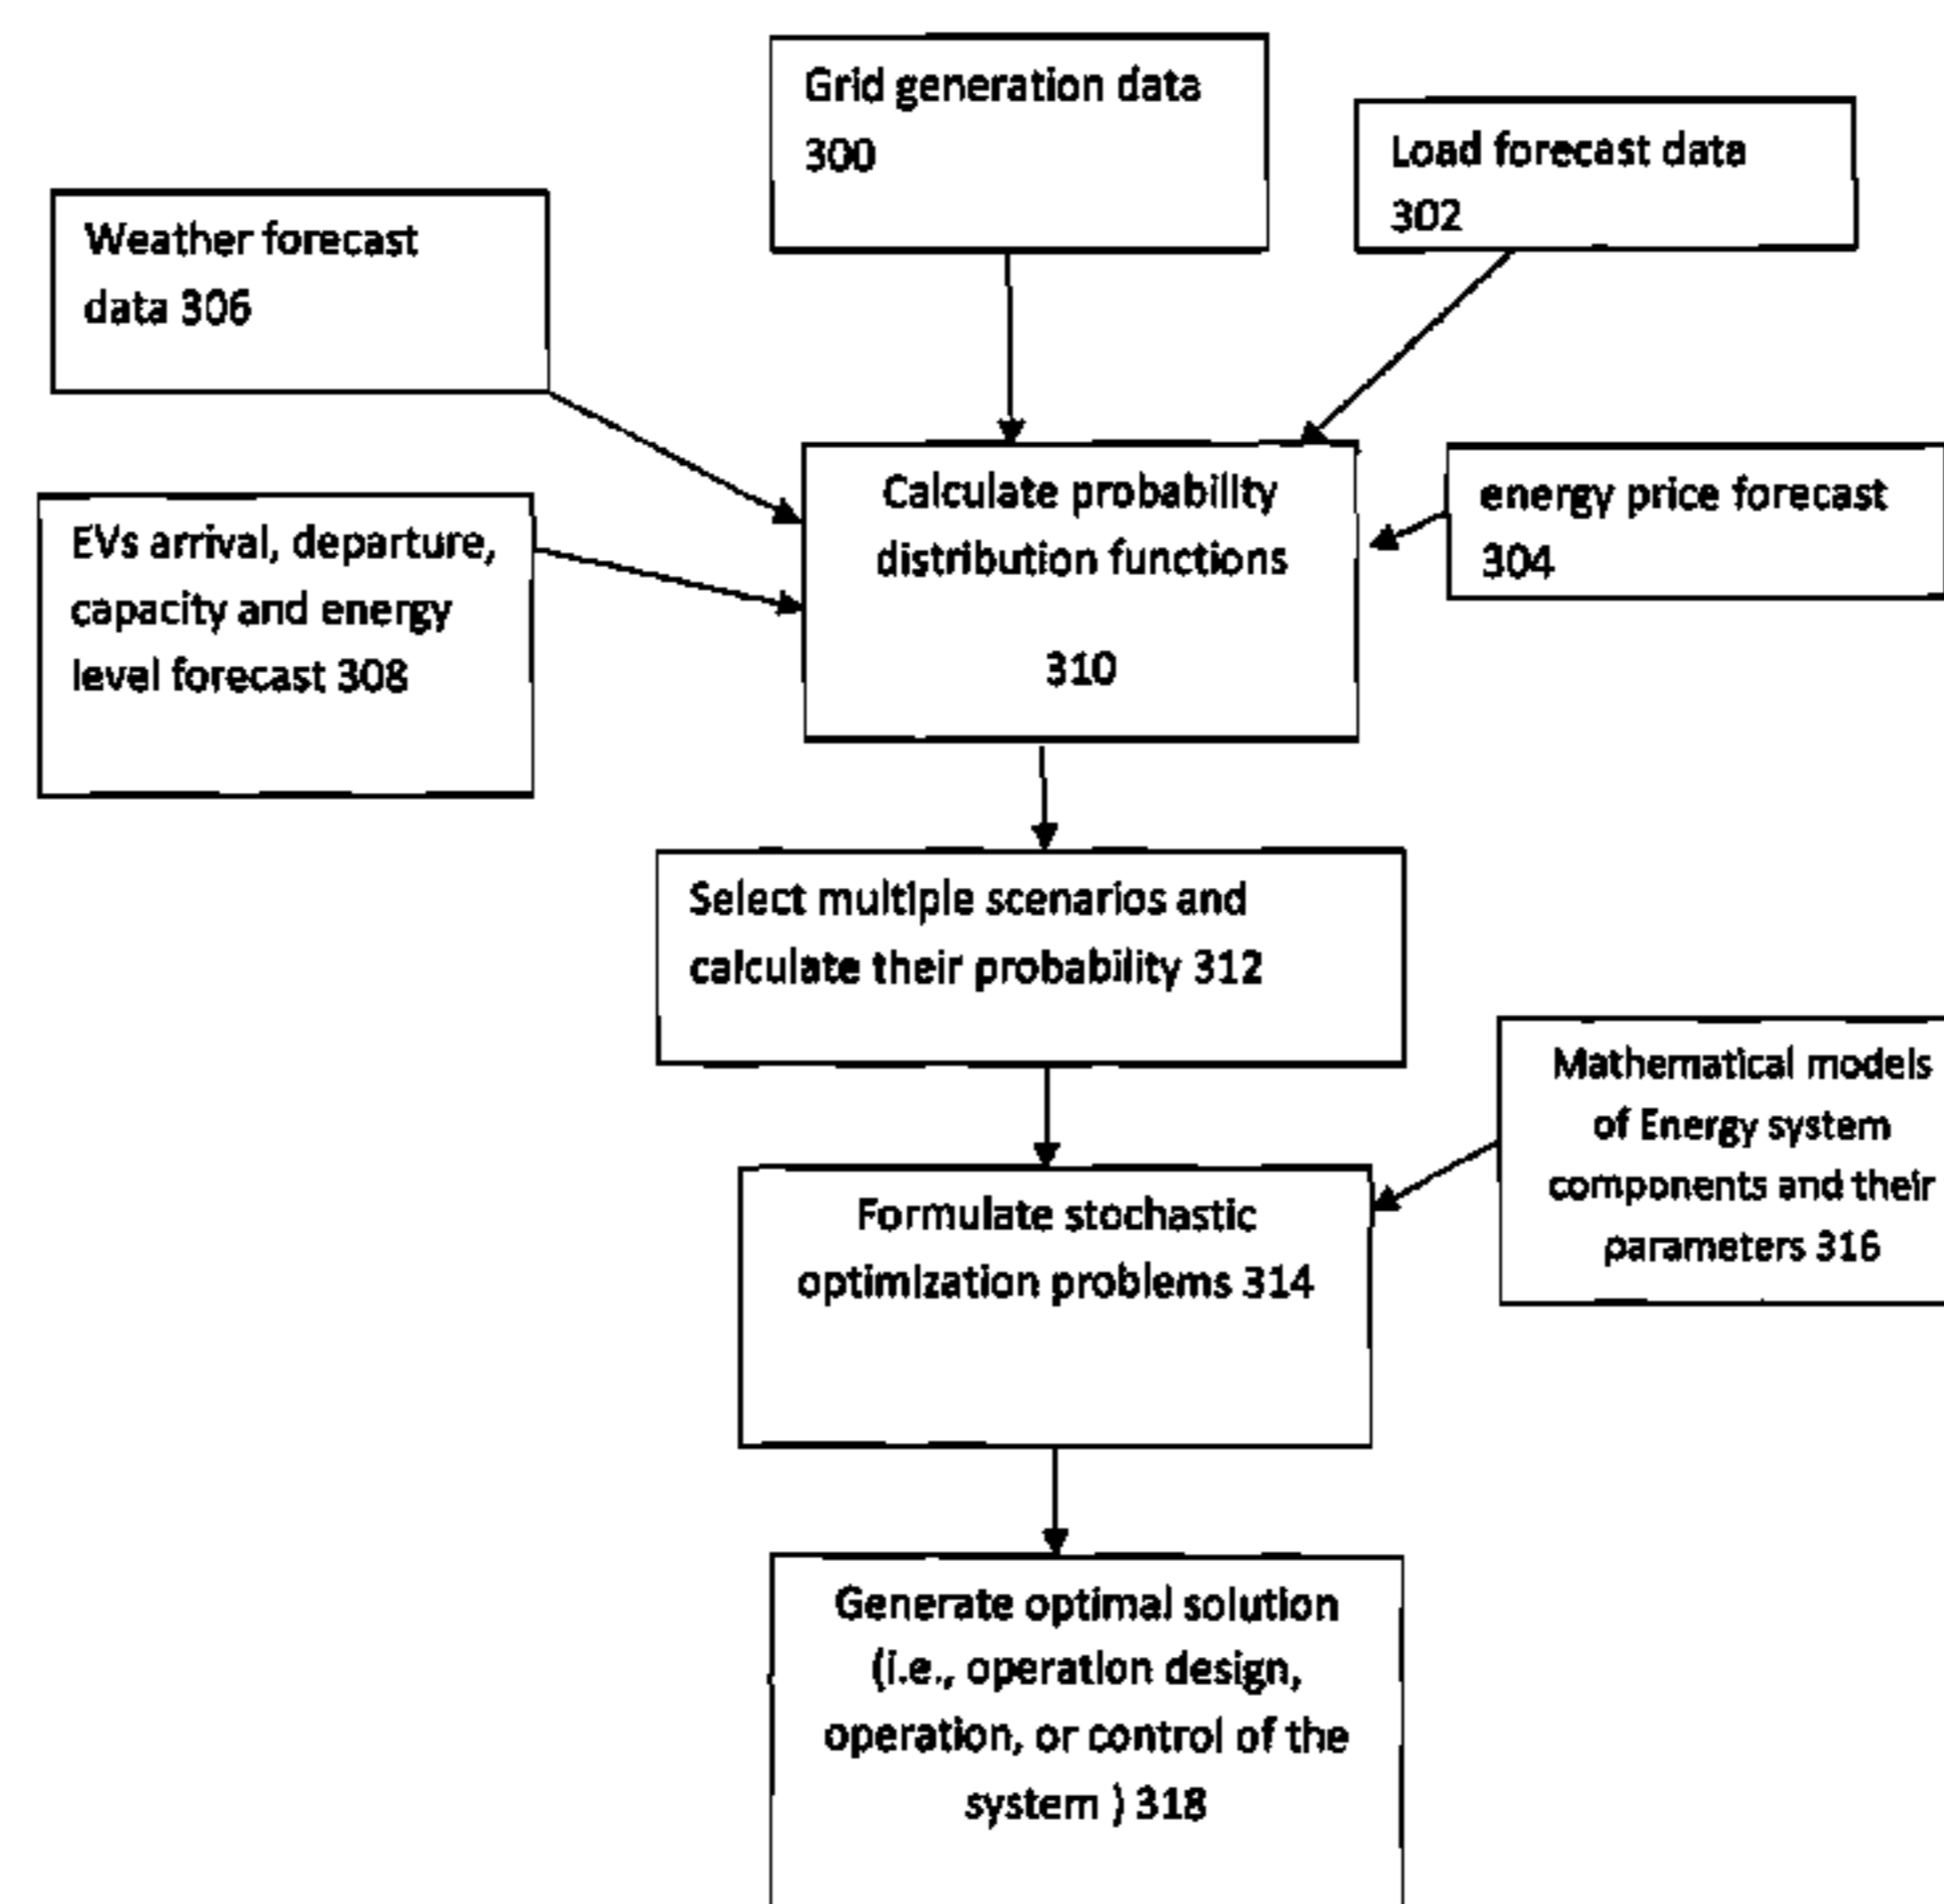 Grid generation data
300
Load forecast data
302
Weather forecast
data 306
Calculate probability
distribution functions
310
energy price forecast
304
EVs arrival, departure,
capacity and energy
level forecast 308
Select multiple scenarios and
calculate their probability 312
Mathematical models
of Energy system
components and their
parameters 316
Formulate stochastic
optimization problems 314
Generate optimal solution
(i.e., operation design,
operation, or control of the
system ) 318